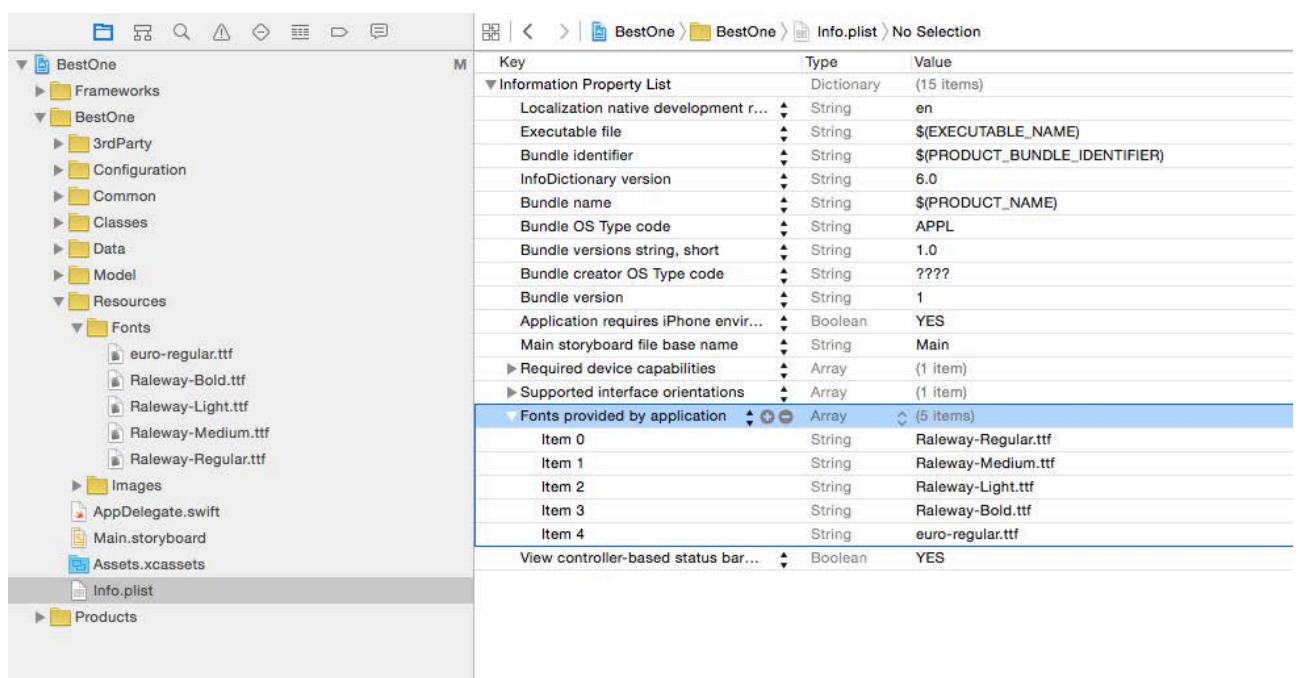 BestOne BestOne Info.plist No Selection
BestOne M
Frameworks
BestOne
3rdParty
Configuration
Common
Classes
Data
Model
Resources
Fonts
euro-regular.ttf
Raleway-Bold.ttf
Raleway-Light.ttf
Raleway-Medium.ttf
Raleway-Regular.ttf
Images
AppDelegate.swift
Main.storyboard
Assets.xcassets
Info.plist
Products
Key Type Value
Information Property List Dictionary (15 items)
Localization native development r... String en
Executable file String $(EXECUTABLE_NAME)
Bundle identifier String $(PRODUCT_BUNDLE_IDENTIFIER)
InfoDictionary version String 6.0
Bundle name String $(PRODUCT_NAME)
Bundle OS Type code String APPL
Bundle versions string, short String 1.0
Bundle creator OS Type code String ????
Bundle version String 1
Application requires iPhone envir... Boolean YES
Main storyboard file base name String Main
Required device capabilities Array (1 item)
Supported interface orientations Array (1 item)
Fonts provided by application Array (5 items)
Item 0 String Raleway-Regular.ttf
Item 1 String Raleway-Medium.ttf
Item 2 String Raleway-Light.ttf
Item 3 String Raleway-Bold.ttf
Item 4 String euro-regular.ttf
View controller-based status bar... Boolean YES